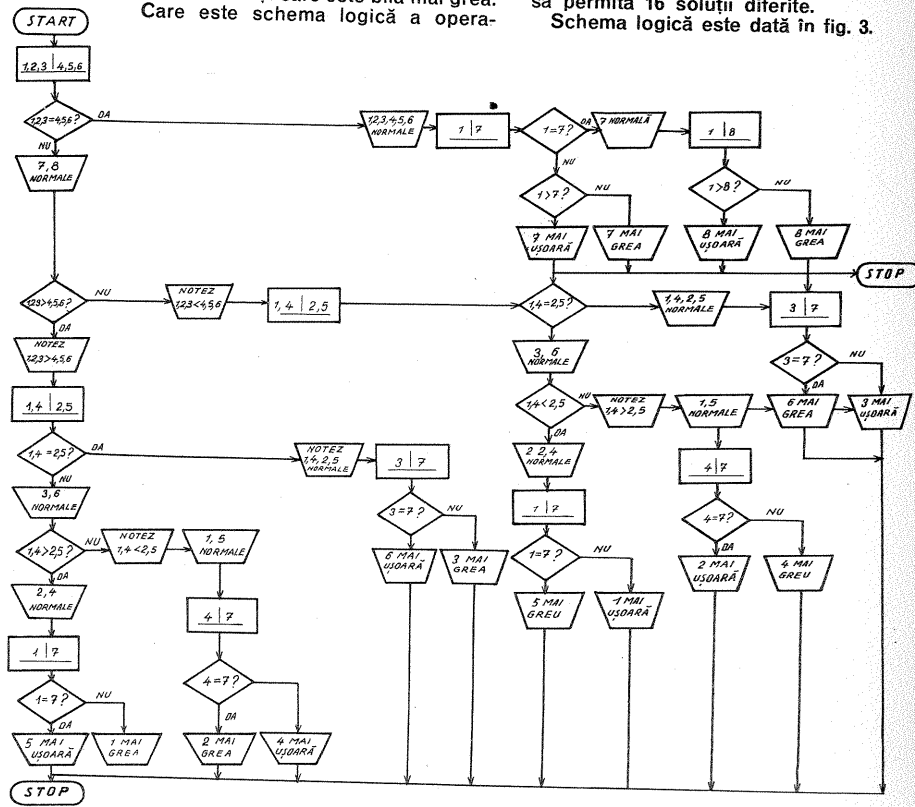 care este bila mai grea.
Care este schema logică a opera-
să permită 16 soluții diferite.
Schema logică este dată în fig. 3.
START
1,2,3 | 4,5,6
1,2,3=4,5,6?
DA
NU
1,2,3,4,5,6
NORMALE
1 | 7
1=7?
DA
NU
7 NORMALĂ
1 | 8
7, 8
NORMALE
1>7?
NU
1>8?
NU
7 MAI
UȘOARĂ
7 MAI
GREA
8 MAI
UȘOARĂ
8 MAI
GREA
STOP
1,2,3>4,5,6?
NU
DA
NOTEZ
1,2,3<4,5,6
1,4 | 2,5
1,4=2,5?
1,4,2,5
NORMALE
3 | 7
NOTEZ
1,2,3>4,5,6
3, 6
NORMALE
3=7?
NU
DA
1,4 | 2,5
1,4<2,5
NU
DA
NOTEZ
1,4>2,5
1,5
NORMALE
6 MAI
GREA
3 MAI
UȘOARĂ
1,4 =2,5?
DA
NU
NOTEZ
1,4,2,5
NORMALE
3 | 7
2 2,4
NORMALE
4 | 7
3,6
NORMALE
3=7?
NU
1 | 7
4=7?
NU
DA
1,4>2,5?
NU
DA
NOTEZ
1,4<2,5
1, 5
NORMALE
6 MAI
UȘOARĂ
3 MAI
GREA
1=7?
NU
2 MAI
UȘOARĂ
4 MAI
GREU
2,4
NORMALE
4 | 7
5 MAI
GREU
1 MAI
UȘOARĂ
1 | 7
1=7?
NU
DA
4=7?
DA
5 MAI
UȘOARĂ
1 MAI
GREA
2 MAI
GREA
4 MAI
UȘOARĂ
STOP